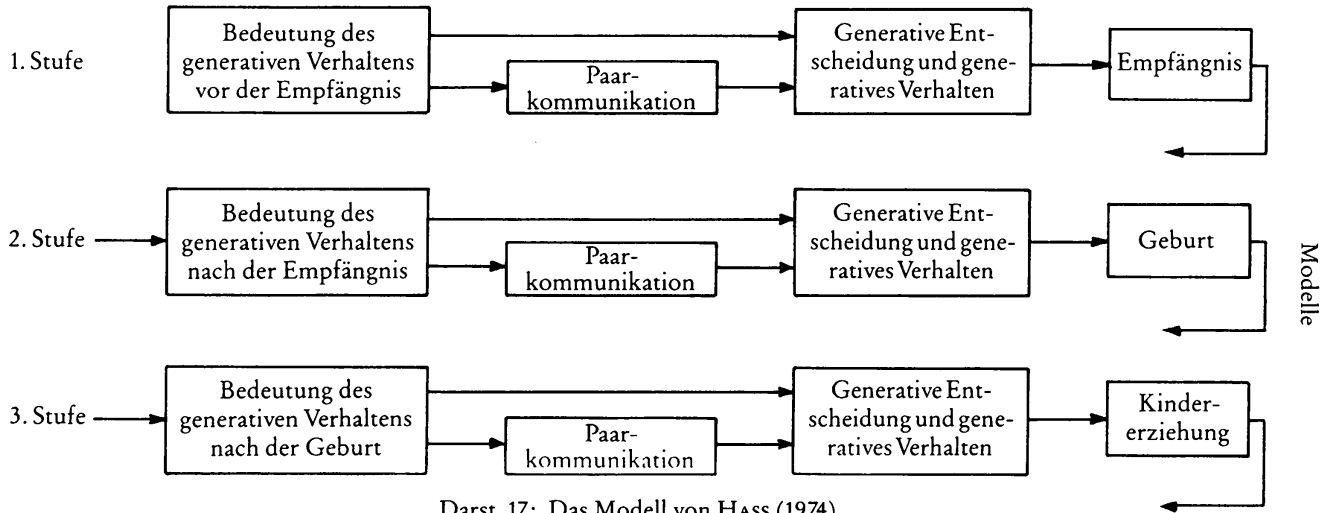 1. Stufe
Bedeutung des
generativen Verhaltens
vor der Empfängnis
Paar-
kommunikation
Generative Ent-
scheidung und gene-
ratives Verhalten
Empfängnis
2. Stufe
Bedeutung des
generativen Verhaltens
nach der Empfängnis
Paar-
kommunikation
Generative Ent-
scheidung und gene-
ratives Verhalten
Geburt
3. Stufe
Bedeutung des
generativen Verhaltens
nach der Geburt
Paar-
kommunikation
Generative Ent-
scheidung und gene-
ratives Verhalten
Kinder-
erziehung
Modelle
Darst. 17: Das Modell von HASS (1974)